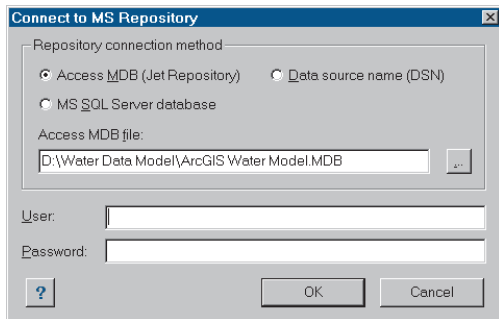 Connect to MS Repository
Repository connection method
Access MDB (Jet Repository)
Data source name (DSN)
MS SQL Server database
Access MDB file:
D:\Water Data Model\ArcGIS Water Model.MDB
...
User:
Password:
?
OK
Cancel